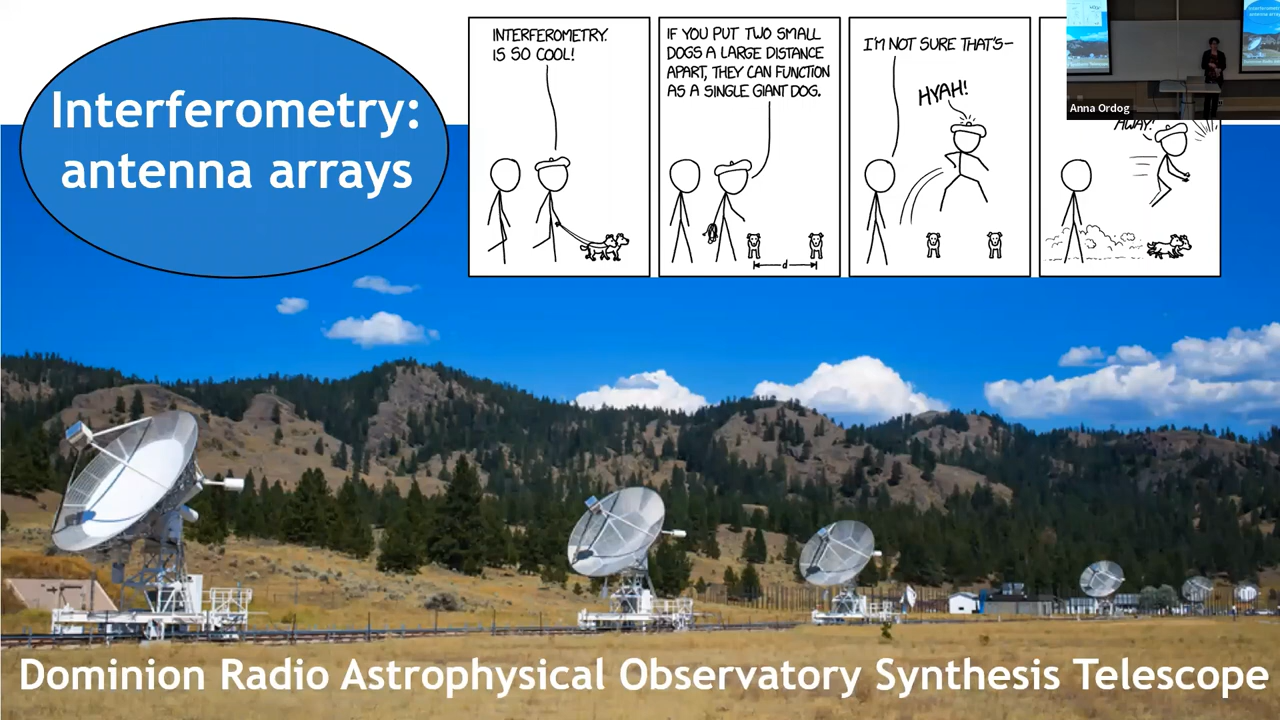 Interferometry:
antenna arrays
INTERFEROMETRY
IS SO COOL!
IF YOU PUT TWO SMALL
DOGS A LARGE DISTANCE
APART, THEY CAN FUNCTION
AS A SINGLE GIANT DOG.
d
I'M NOT SURE THAT'S—
HYAH!
AWAY!
Anna Ordog
Dominion Radio Astrophysical Observatory Synthesis Telescope